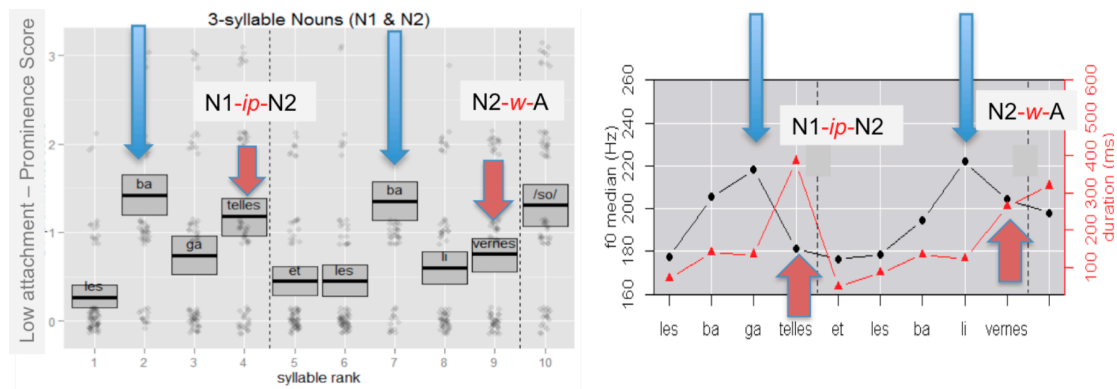 3-syllable Nouns (N1 & N2)
Low attachment – Prominence Score
3
2
1
0
N1-ip-N2
N2-w-A
les
ba
ga
telles
et
les
ba
li
vernes
/so/
1 2 3 4 5 6 7 8 9 10
syllable rank
f0 median (Hz)
260
240
220
200
180
160
N1-ip-N2
N2-w-A
600
500
400
300
200
100
duration (ms)
les ba ga telles et les ba li vernes